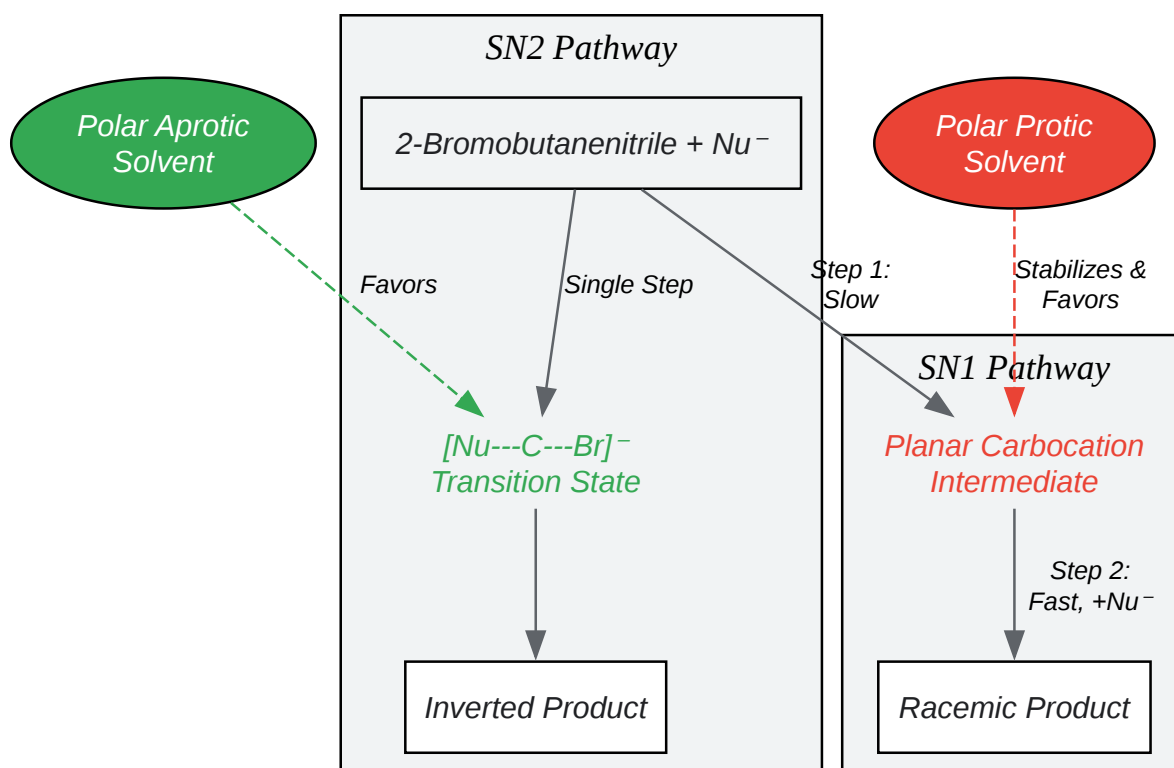 SN2 Pathway
Polar Aprotic
Solvent
2-Bromobutanenitrile + Nu⁻
Polar Protic
Solvent
Favors
Single Step
Step 1:
Slow
Stabilizes &
Favors
SN1 Pathway
[Nu---C---Br]⁻
Transition State
Planar Carbocation
Intermediate
Step 2:
Fast, +Nu⁻
Inverted Product
Racemic Product